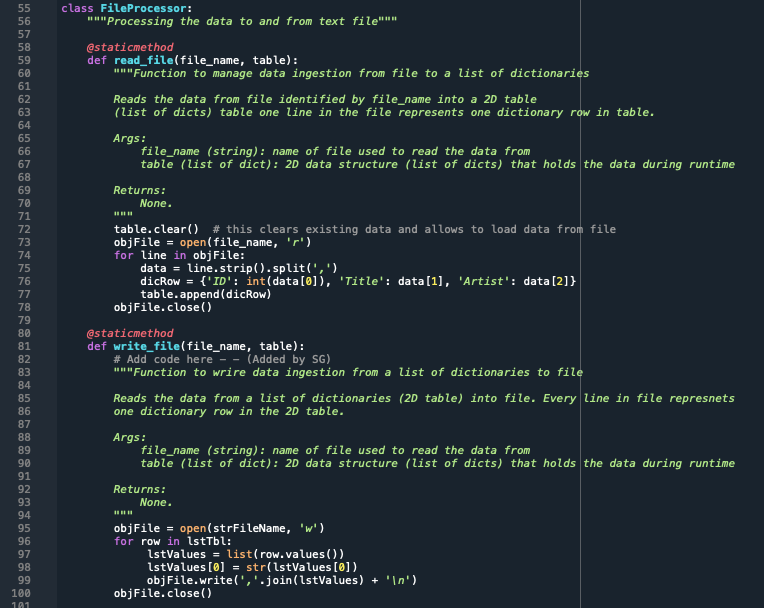 55 class FileProcessor:
56     """Processing the data to and from text file"""
57
58     @staticmethod
59     def read_file(file_name, table):
60         """Function to manage data ingestion from file to a list of dictionaries
61
62         Reads the data from file identified by file_name into a 2D table
63         (list of dicts) table one line in the file represents one dictionary row in table.
64
65         Args:
66             file_name (string): name of file used to read the data from
67             table (list of dict): 2D data structure (list of dicts) that holds the data during runtime
68
69         Returns:
70             None.
71         """
72         table.clear()  # this clears existing data and allows to load data from file
73         objFile = open(file_name, 'r')
74         for line in objFile:
75             data = line.strip().split(',')
76             dicRow = {'ID': int(data[0]), 'Title': data[1], 'Artist': data[2]}
77             table.append(dicRow)
78         objFile.close()
79
80     @staticmethod
81     def write_file(file_name, table):
82         # Add code here – – (Added by SG)
83         """Function to wrire data ingestion from a list of dictionaries to file
84
85         Reads the data from a list of dictionaries (2D table) into file. Every line in file represnets
86         one dictionary row in the 2D table.
87
88         Args:
89             file_name (string): name of file used to read the data from
90             table (list of dict): 2D data structure (list of dicts) that holds the data during runtime
91
92         Returns:
93             None.
94         """
95         objFile = open(strFileName, 'w')
96         for row in lstTbl:
97              lstValues = list(row.values())
98              lstValues[0] = str(lstValues[0])
99              objFile.write(','.join(lstValues) + '\n')
100         objFile.close()
101